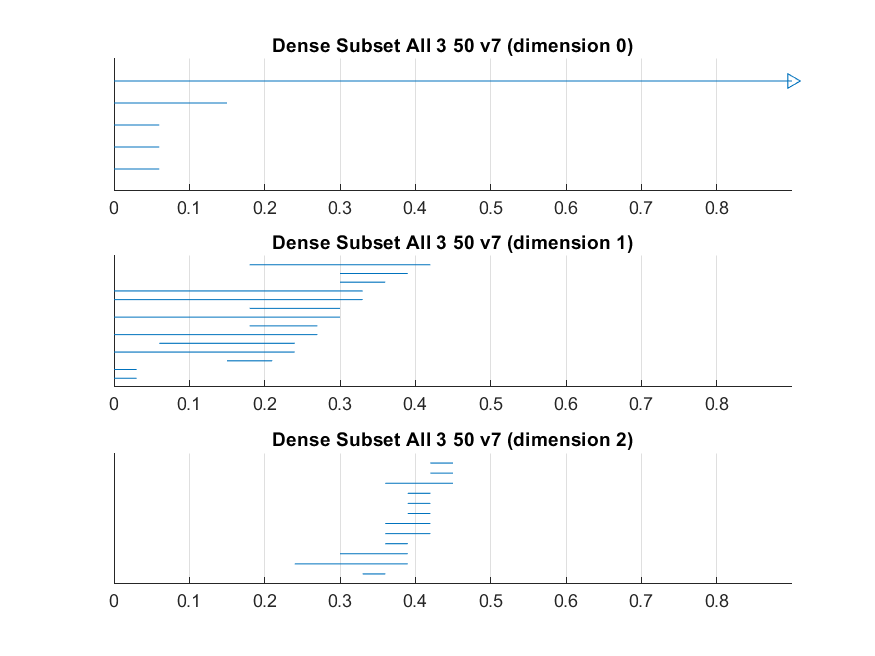 Dense Subset All 3 50 v7 (dimension 0)
0 0.1 0.2 0.3 0.4 0.5 0.6 0.7 0.8
Dense Subset All 3 50 v7 (dimension 1)
0 0.1 0.2 0.3 0.4 0.5 0.6 0.7 0.8
Dense Subset All 3 50 v7 (dimension 2)
0 0.1 0.2 0.3 0.4 0.5 0.6 0.7 0.8